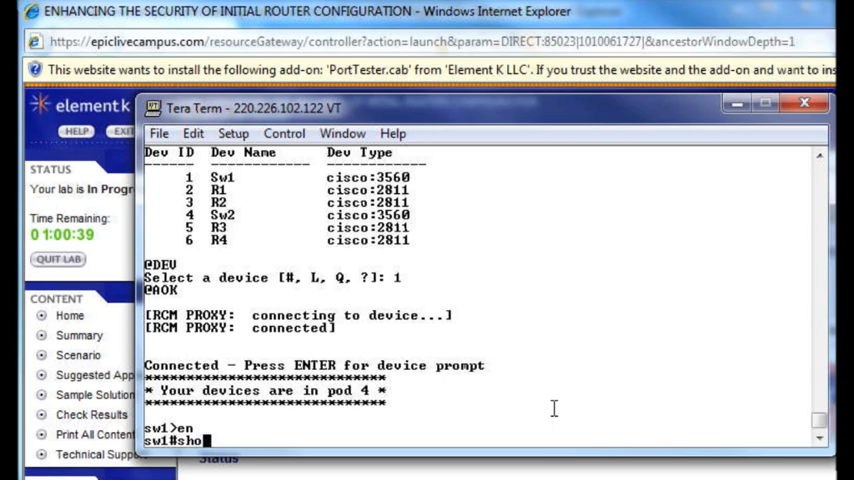 ENHANCING THE SECURITY OF INITIAL ROUTER CONFIGURATION - Windows Internet Explorer
https://epiclivecampus.com/resourceGateway/controller?action=launch&param=DIRECT:85023|1010061727|&ancestorWindowDepth=1
This website wants to install the following add-on: 'PortTester.cab' from 'Element K LLC'. If you trust the website and the add-on and want to ins
element k
HELP
EXI
STATUS
Your lab is In Progr
Time Remaining:
01:00:39
QUIT LAB
CONTENT
Home
Summary
Scenario
Suggested App
Sample Solution
Check Results
Print All Content
Technical Support
Tera Term - 220.226.102.122 VT
File Edit Setup Control Window Help
Dev ID Dev Name Dev Type
------ ------------- ------------
1 Sw1 cisco:3560
2 R1 cisco:2811
3 R2 cisco:2811
4 Sw2 cisco:3560
5 R3 cisco:2811
6 R4 cisco:2811
@DEV
Select a device [#, L, Q, ?]: 1
@AOK
[RCM PROXY: connecting to device...]
[RCM PROXY: connected]
Connected - Press ENTER for device prompt
*******************************
* Your devices are in pod 4 *
*******************************
sw1>en
sw1#sho
Status